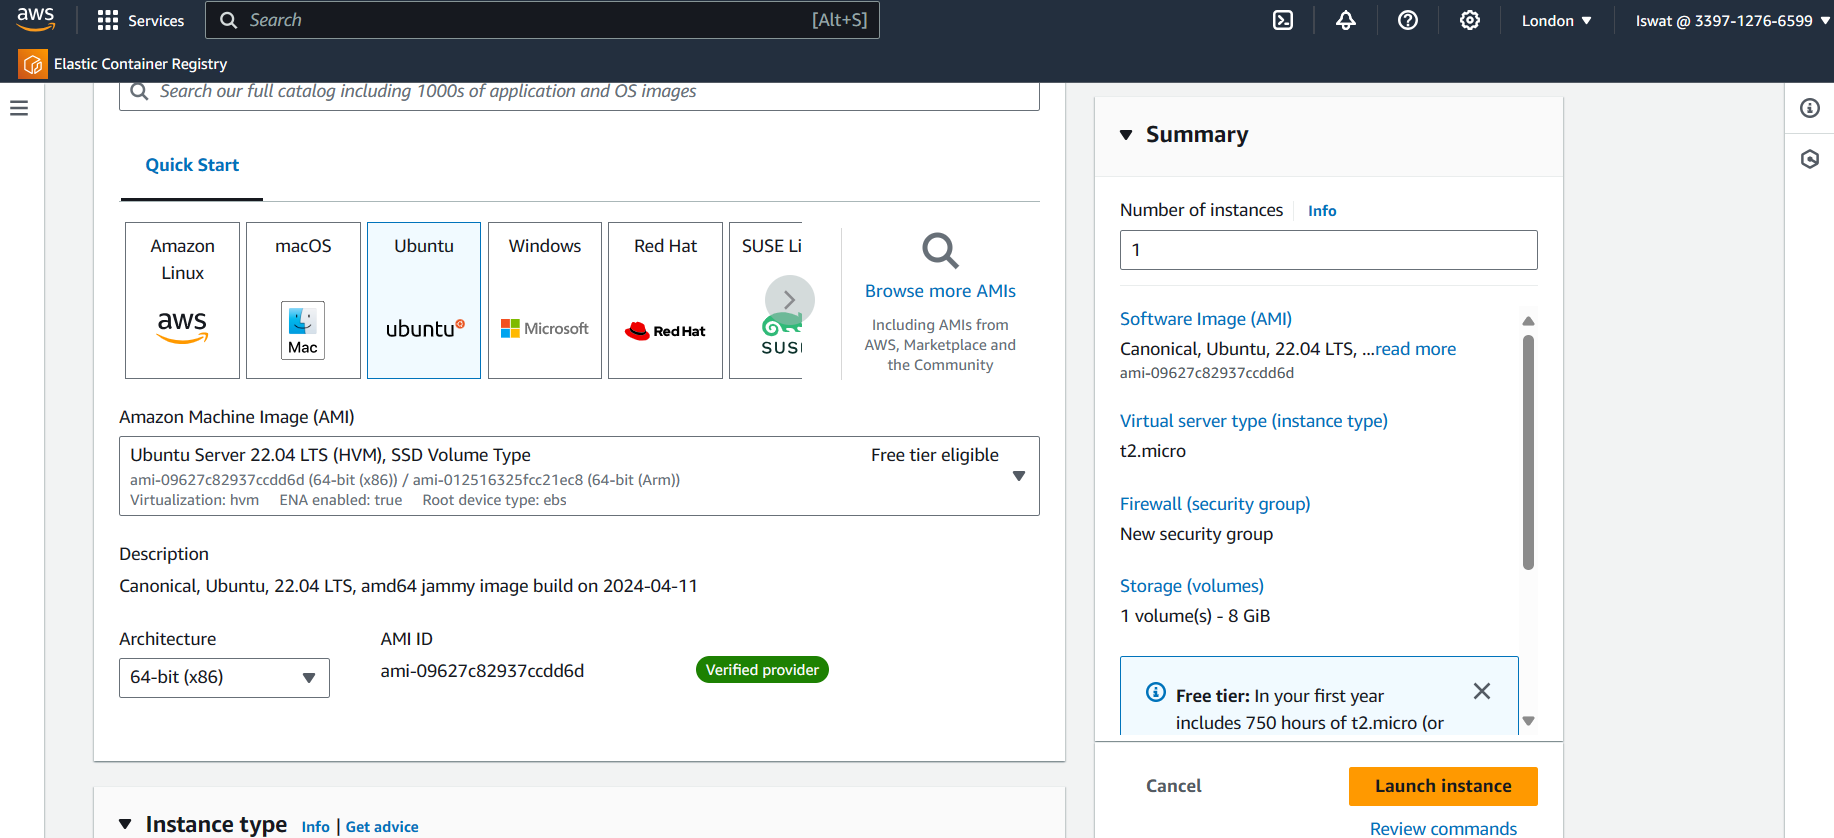 aws
Services
Search
[Alt+S]
London
Iswat @ 3397-1276-6599
Elastic Container Registry
Search our full catalog including 1000s of application and OS images
Quick Start
Amazon
Linux
aws
macOS
Mac
Ubuntu
ubuntu
Windows
Microsoft
Red Hat
Red Hat
SUSE Li
SUS
Browse more AMIs
Including AMIs from
AWS, Marketplace and
the Community
Amazon Machine Image (AMI)
Ubuntu Server 22.04 LTS (HVM), SSD Volume Type
Free tier eligible
ami-09627c82937ccdd6d (64-bit (x86)) / ami-012516325fcc21ec8 (64-bit (Arm))
Virtualization: hvm ENA enabled: true Root device type: ebs
Description
Canonical, Ubuntu, 22.04 LTS, amd64 jammy image build on 2024-04-11
Architecture
64-bit (x86)
AMI ID
ami-09627c82937ccdd6d
Verified provider
Instance type Info | Get advice
Summary
Number of instances Info
1
Software Image (AMI)
Canonical, Ubuntu, 22.04 LTS, ...read more
ami-09627c82937ccdd6d
Virtual server type (instance type)
t2.micro
Firewall (security group)
New security group
Storage (volumes)
1 volume(s) - 8 GiB
Free tier: In your first year
includes 750 hours of t2.micro (or
Cancel
Launch instance
Review commands